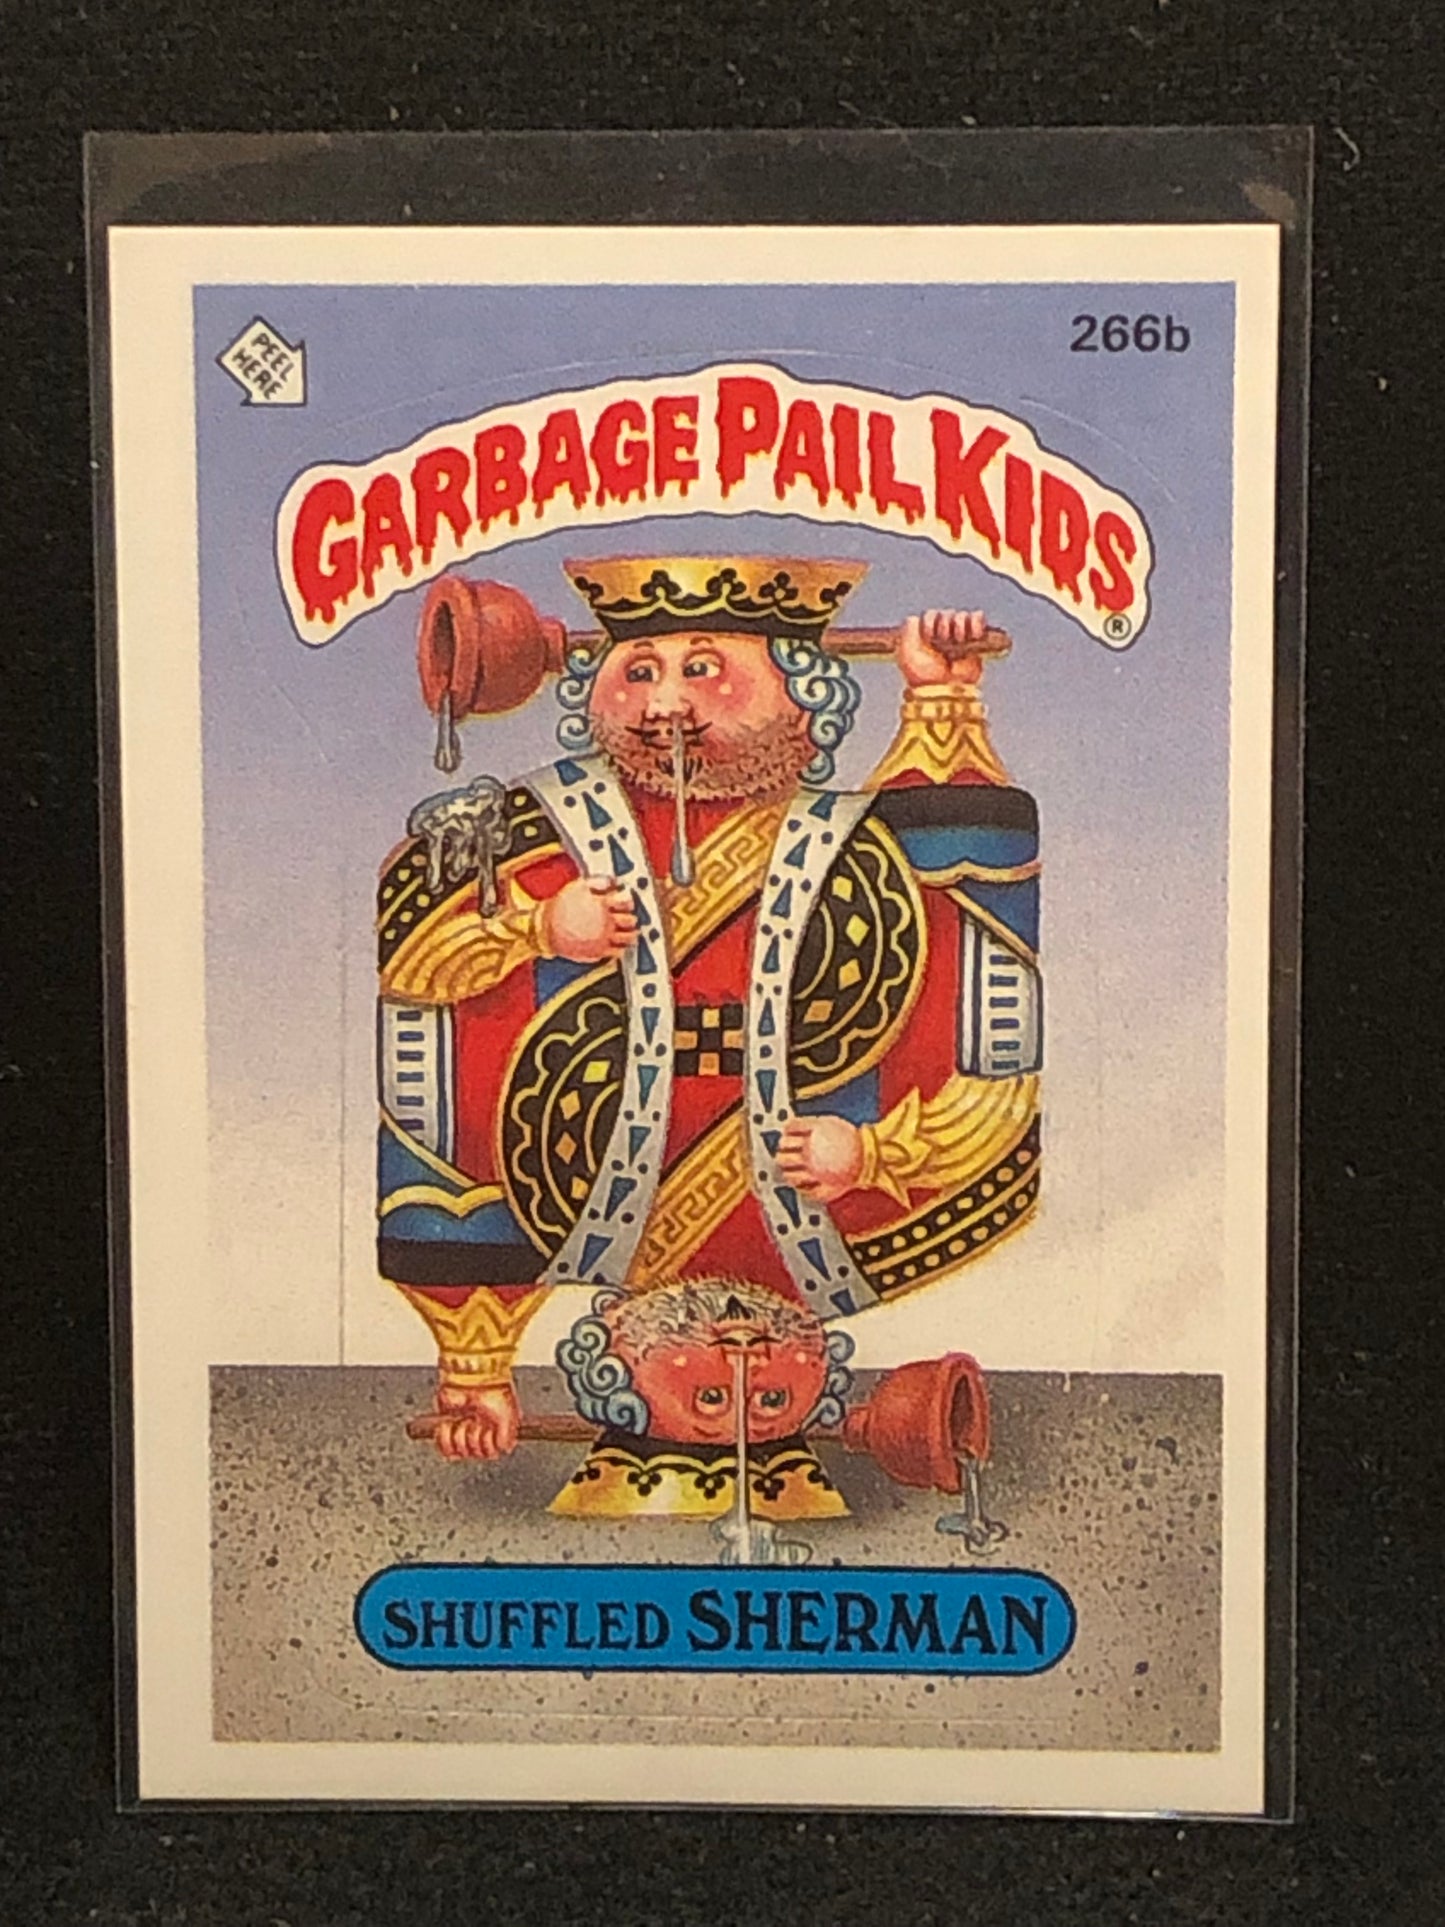 PEEL
HERE
266b
GARBAGE PAIL KIDS
®
SHUFFLED SHERMAN